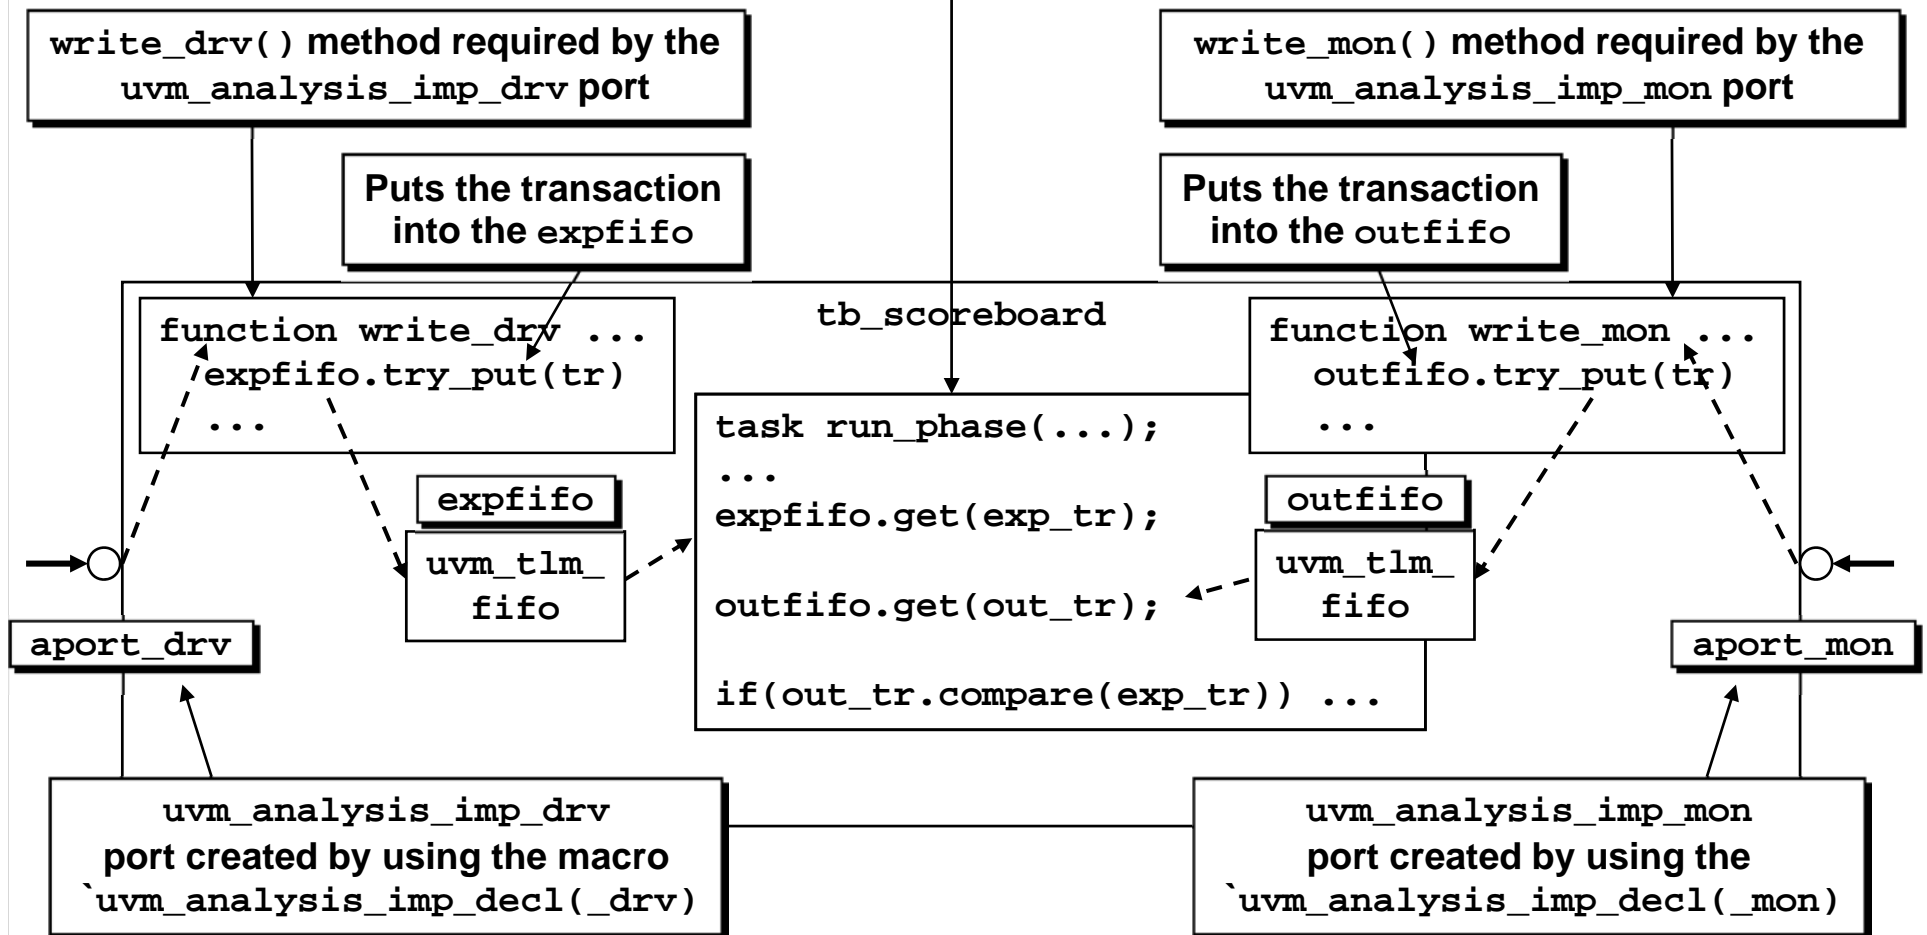 write_drv() method required by the
uvm_analysis_imp_drv port
write_mon() method required by the
uvm_analysis_imp_mon port
Puts the transaction
into the expfifo
Puts the transaction
into the outfifo
tb_scoreboard
function write_drv ...
expfifo.try_put(tr)
...
function write_mon ...
outfifo.try_put(tr)
...
task run_phase(...);
...
expfifo.get(exp_tr);
outfifo.get(out_tr);
if(out_tr.compare(exp_tr)) ...
expfifo
uvm_tlm_
fifo
outfifo
uvm_tlm_
fifo
aport_drv
aport_mon
uvm_analysis_imp_drv
port created by using the macro
`uvm_analysis_imp_decl(_drv)
uvm_analysis_imp_mon
port created by using the
`uvm_analysis_imp_decl(_mon)